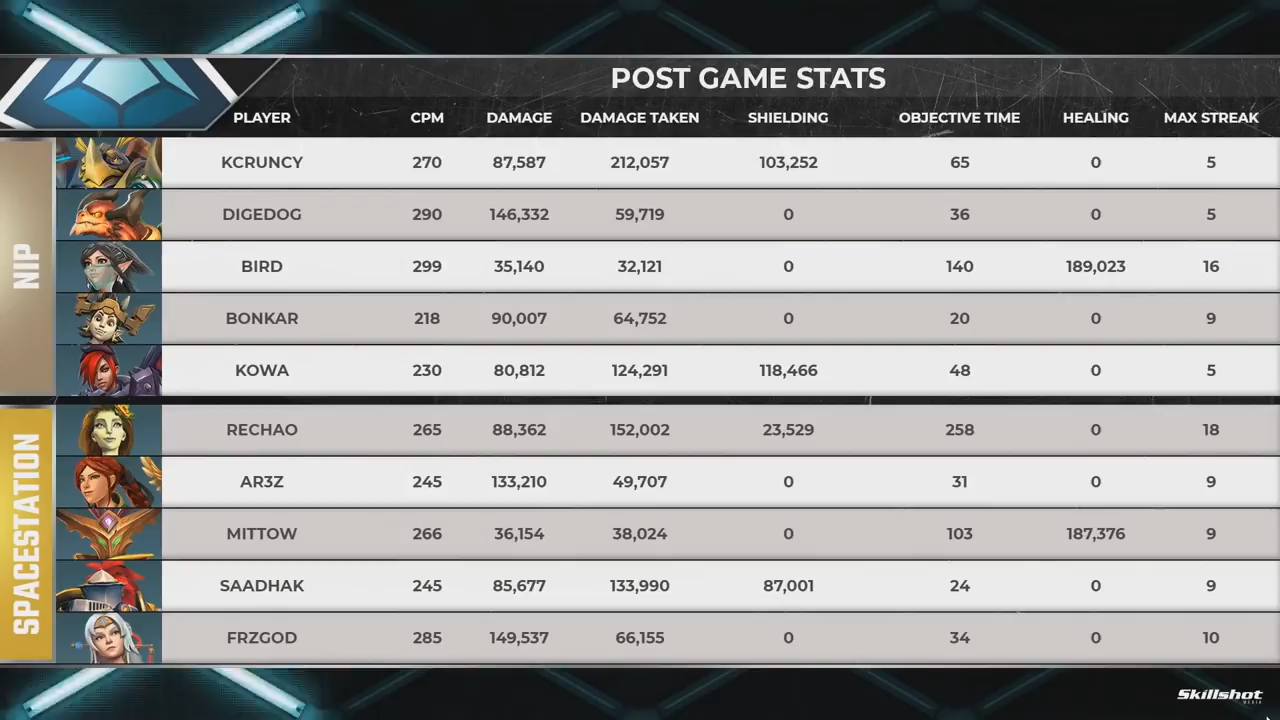 POST GAME STATS
PLAYER CPM DAMAGE DAMAGE TAKEN SHIELDING OBJECTIVE TIME HEALING MAX STREAK
NIP
KCRUNCY 270 87,587 212,057 103,252 65 0 5
DIGEDOG 290 146,332 59,719 0 36 0 5
BIRD 299 35,140 32,121 0 140 189,023 16
BONKAR 218 90,007 64,752 0 20 0 9
KOWA 230 80,812 124,291 118,466 48 0 5
SPACESTATION
RECHAO 265 88,362 152,002 23,529 258 0 18
AR3Z 245 133,210 49,707 0 31 0 9
MITTOW 266 36,154 38,024 0 103 187,376 9
SAADHAK 245 85,677 133,990 87,001 24 0 9
FRZGOD 285 149,537 66,155 0 34 0 10
Skillshot
MEDIA